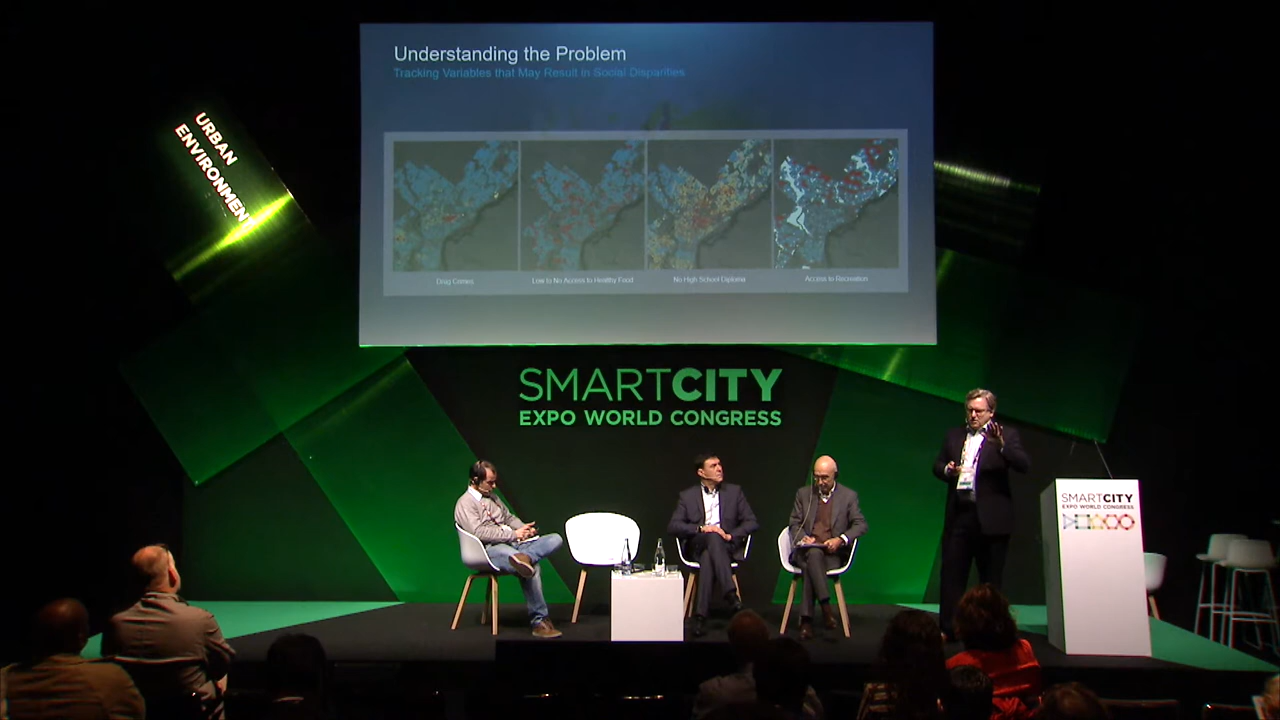 Understanding the Problem
Tracking Variables that May Result in Social Disparities
Drug Crimes
Low to No Access to Healthy Food
No High School Diploma
Access to Recreation
URBAN
ENVIRONMENT
SMARTCITY
EXPO WORLD CONGRESS
SMARTCITY
EXPO WORLD CONGRESS